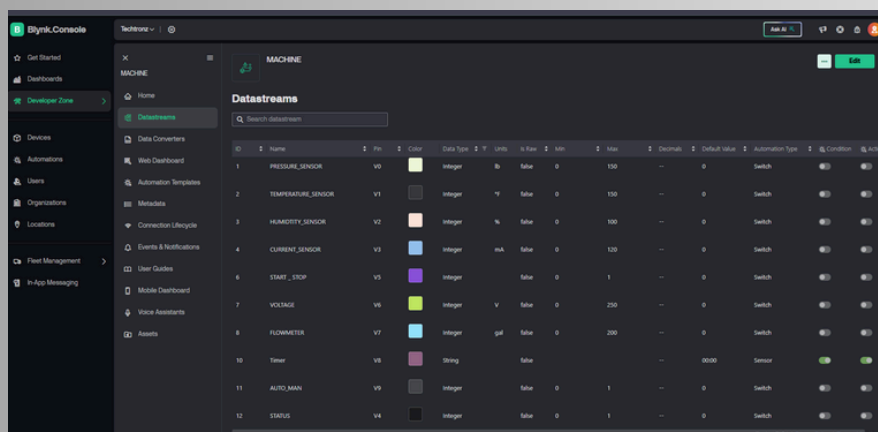 Blynk.Console
Techtronz
Ask AI
Get Started
Dashboards
Developer Zone
Devices
Automations
Users
Organizations
Locations
Fleet Management
In-App Messaging
MACHINE
Home
Datastreams
Data Converters
Web Dashboard
Automation Templates
Metadata
Connection Lifecycle
Events & Notifications
User Guides
Mobile Dashboard
Voice Assistants
Assets
MACHINE
Edit
Datastreams
Search datastream
ID Name Pin Color Data Type Units Is Raw Min Max Decimals Default Value Automation Type Condition Acti
1 PRESSURE_SENSOR V0 Integer lb false 0 150 -- 0 Switch
2 TEMPERATURE_SENSOR V1 Integer °F false 0 150 -- 0 Switch
3 HUMIDTITY_SENSOR V2 Integer % false 0 100 -- 0 Switch
4 CURRENT_SENSOR V3 Integer mA false 0 120 -- 0 Switch
6 START _ STOP V5 Integer false 0 1 -- 0 Switch
7 VOLTAGE V6 Integer V false 0 250 -- 0 Switch
8 FLOWMETER V7 Integer gal false 0 200 -- 0 Switch
10 Timer V8 String false -- 00:00 Sensor
11 AUTO_MAN V9 Integer false 0 1 -- 0 Switch
12 STATUS V4 Integer false 0 1 -- 0 Switch